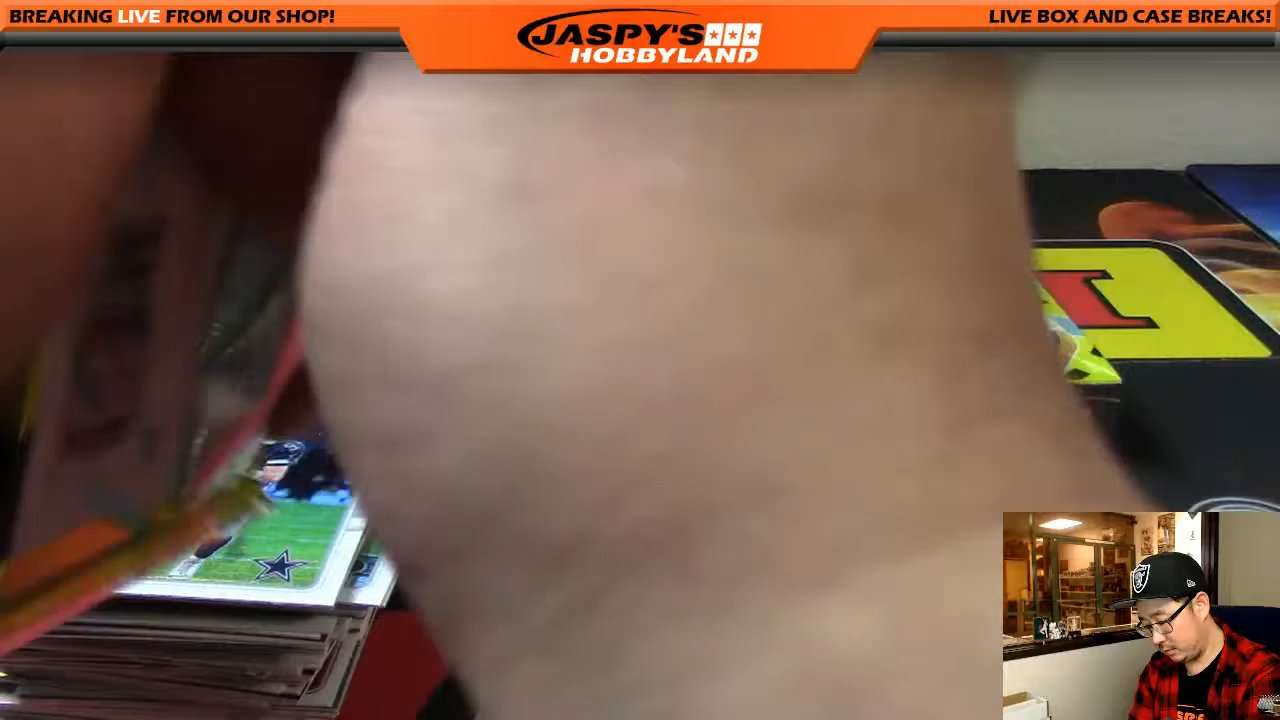 BREAKING LIVE FROM OUR SHOP!
JASPY'S
HOBBYLAND
LIVE BOX AND CASE BREAKS!